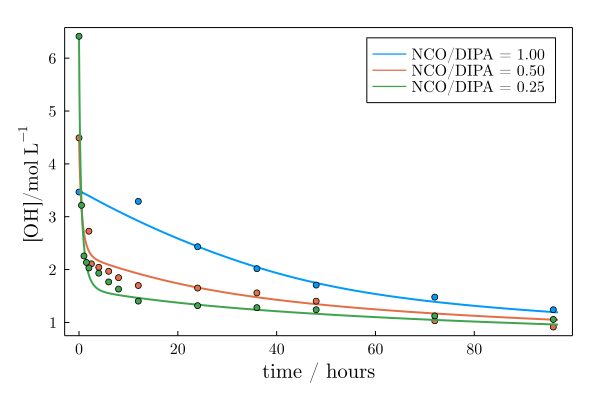 NCO/DIPA = 1.00
NCO/DIPA = 0.50
NCO/DIPA = 0.25
[OH]/mol L⁻¹
6
5
4
3
2
1
0 20 40 60 80
time / hours